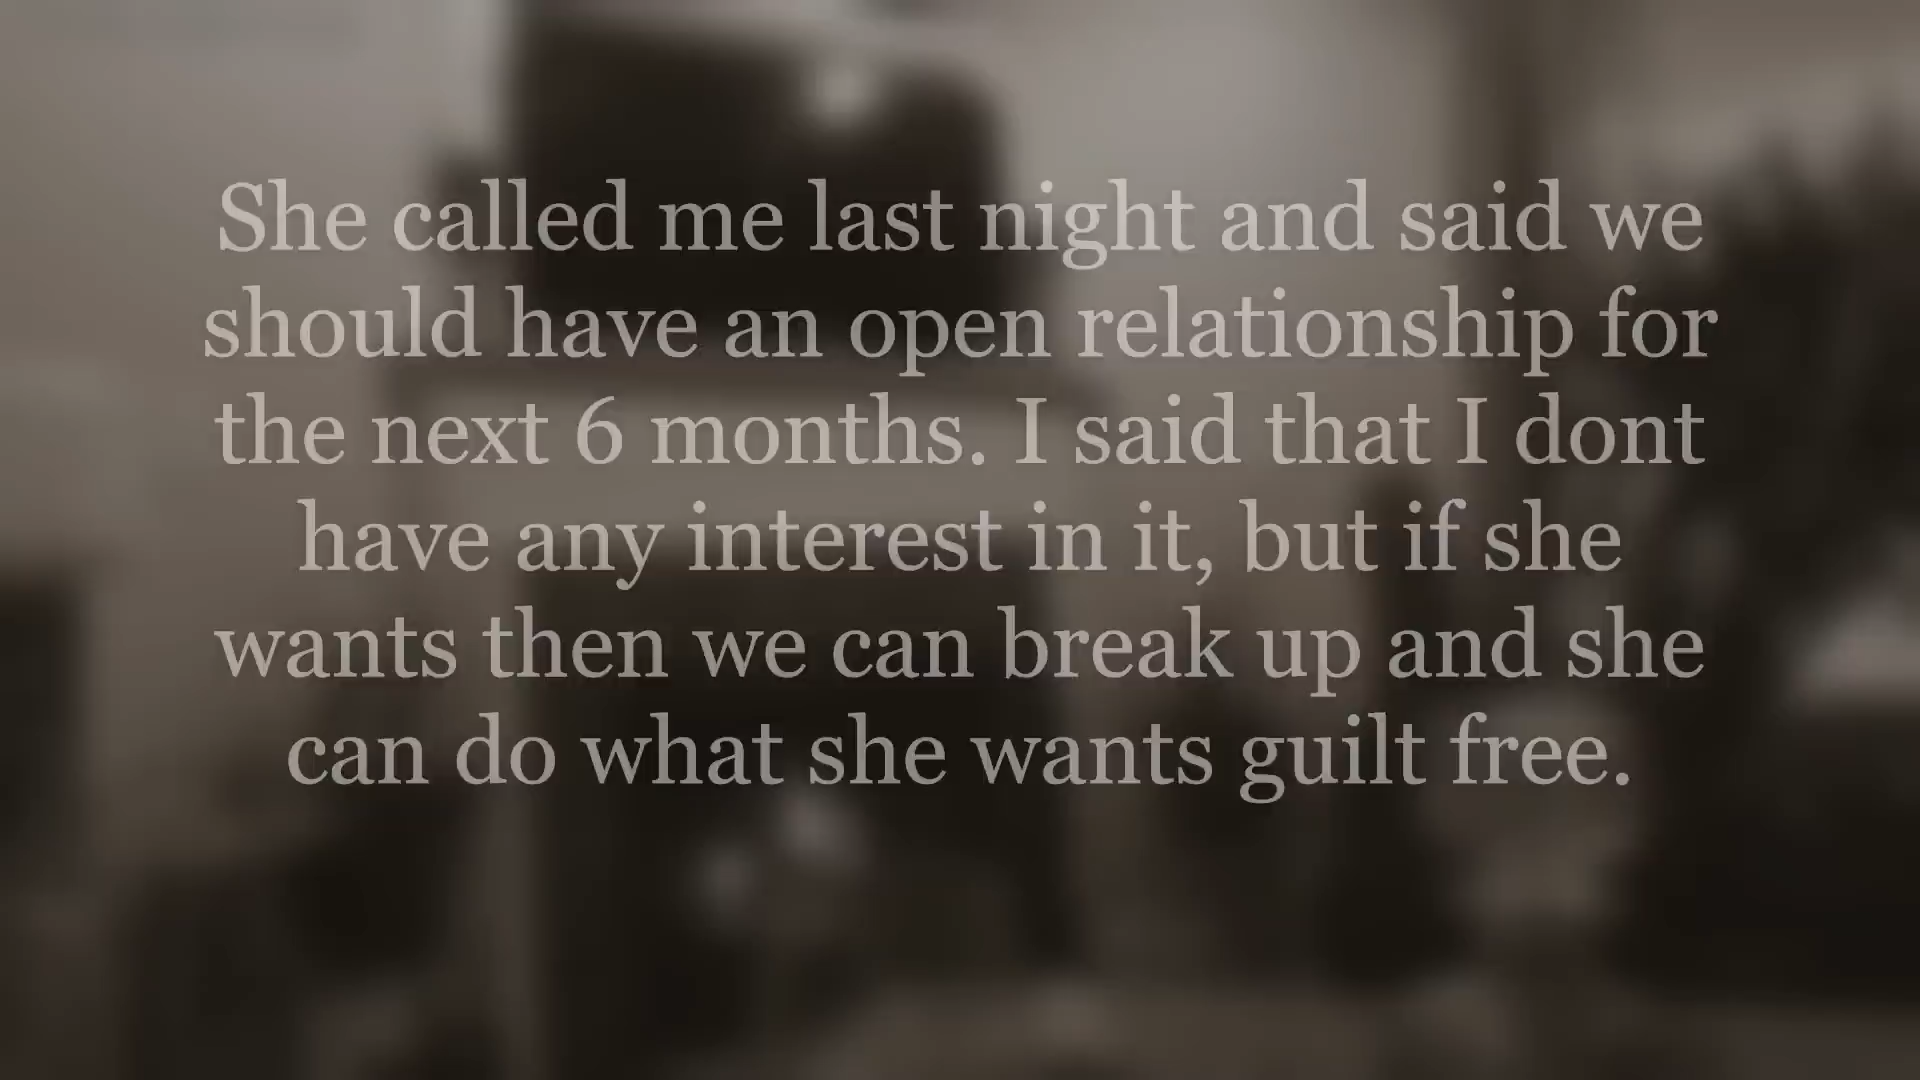 She called me last night and said we
should have an open relationship for
the next 6 months. I said that I dont
have any interest in it, but if she
wants then we can break up and she
can do what she wants guilt free.